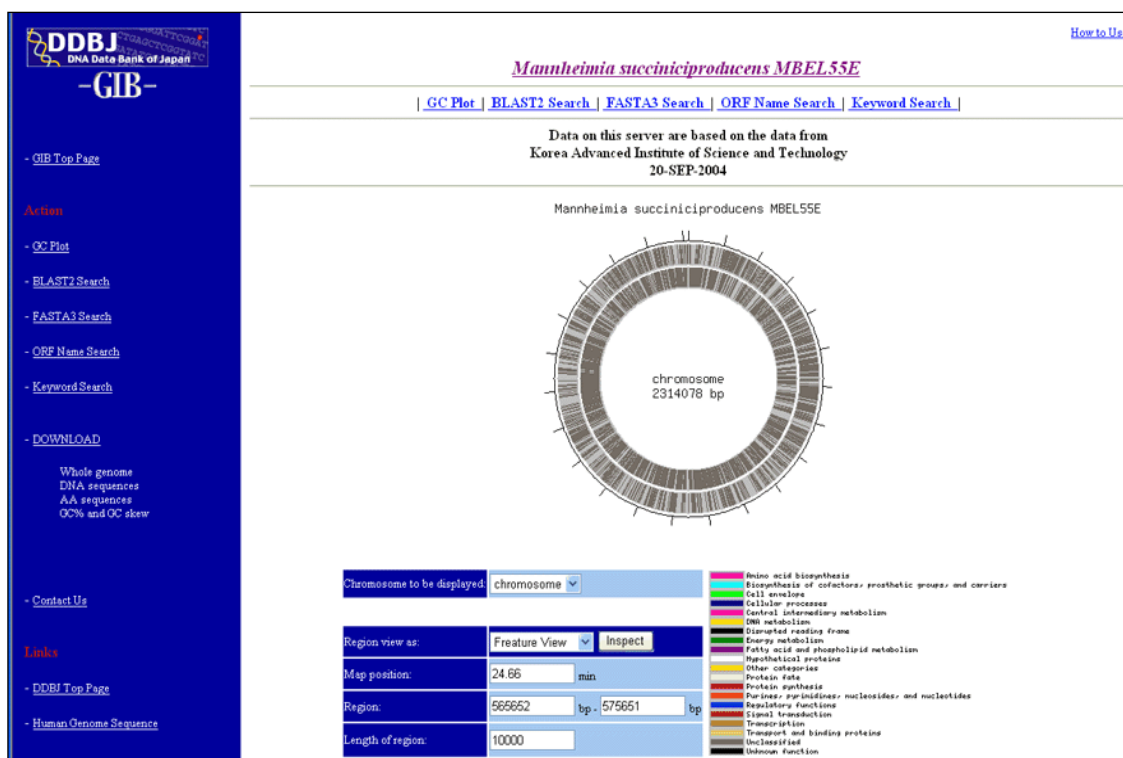 DDBJ
DNA Data Bank of Japan
-GIB-
- GIB Top Page
Action
- GC Plot
- BLAST2 Search
- FASTA3 Search
- ORF Name Search
- Keyword Search
- DOWNLOAD
Whole genome
DNA sequences
AA sequences
GC% and GC skew
- Contact Us
Links
- DDBJ Top Page
- Human Genome Sequence
How to Us
Mannheimia succiniciproducens MBEL55E
| GC Plot | BLAST2 Search | FASTA3 Search | ORF Name Search | Keyword Search |
Data on this server are based on the data from
Korea Advanced Institute of Science and Technology
20-SEP-2004
Mannheimia succiniciproducens MBEL55E
chromosome
2314078 bp
Chromosome to be displayed: chromosome
Region view as: Freature View Inspect
Map position: 24.66 min
Region: 565652 bp - 575651 bp
Length of region: 10000
Amino acid biosynthesis
Biosynthesis of cofactors, prosthetic groups, and carriers
Cell envelope
Cellular processes
Central intermediary metabolism
DNA metabolism
Disrupted reading frame
Energy metabolism
Fatty acid and phospholipid metabolism
Hypothetical proteins
Other categories
Protein fate
Protein synthesis
Purines, pyrimidines, nucleosides, and nucleotides
Regulatory functions
Signal transduction
Transcription
Transport and binding proteins
Unclassified
Unknown function